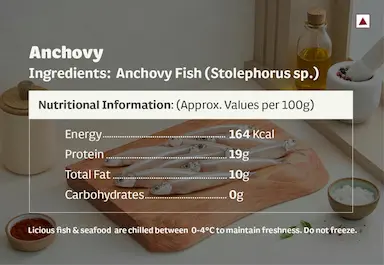 Anchovy
Ingredients: Anchovy Fish (Stolephorus sp.)
Nutritional Information: (Approx. Values per 100g)
Energy 164 Kcal
Protein 19g
Total Fat 10g
Carbohydrates 0g
Licious fish & seafood are chilled between 0-4°C to maintain freshness. Do not freeze.